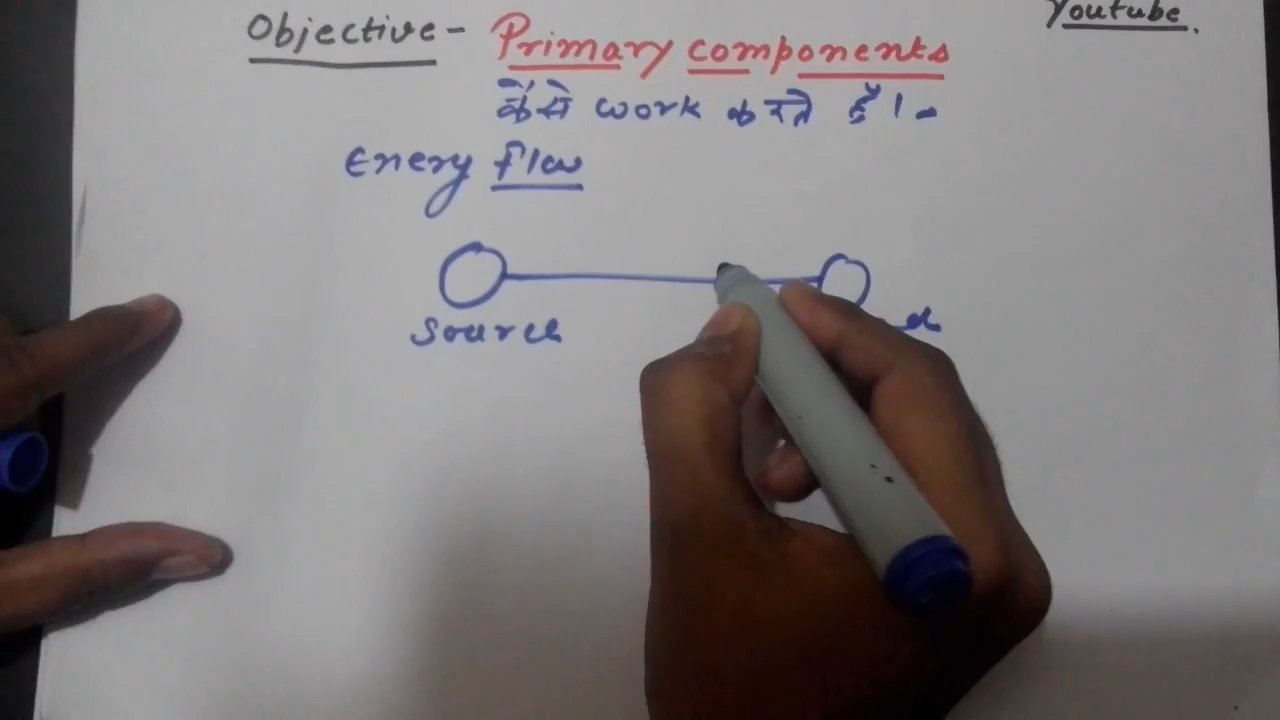 Youtube.
Objective - Primary components
कैसे work करते हैं।
Enery flow
Source